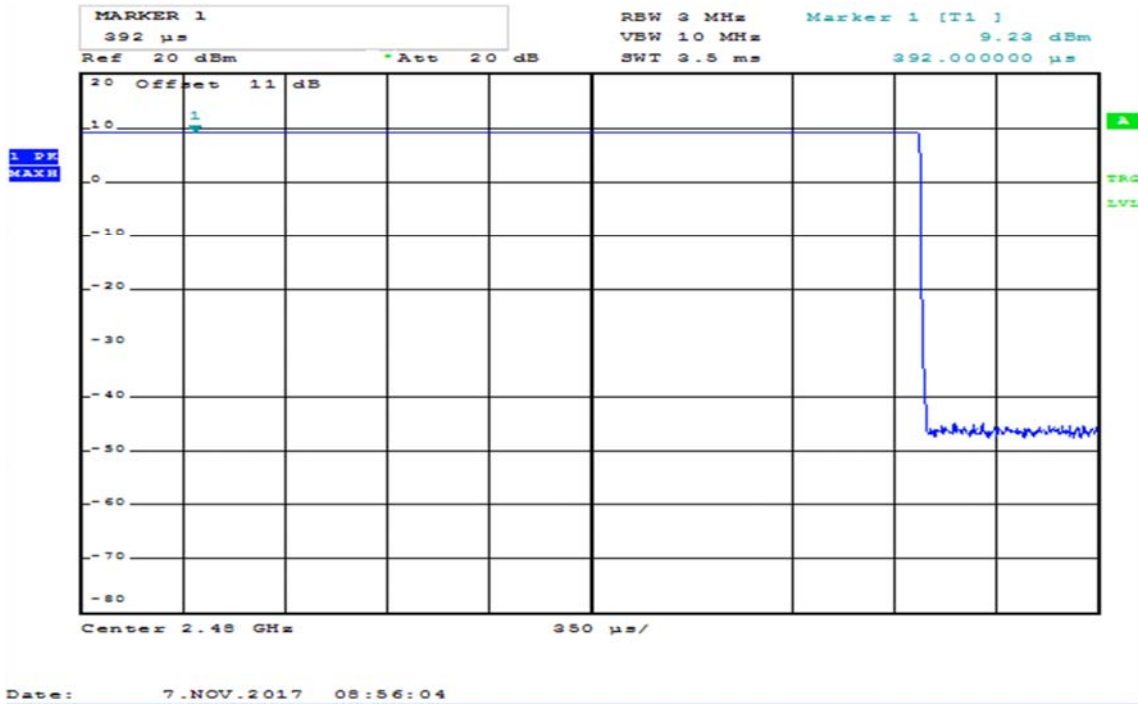 MARKER 1
392 µs
RBW 3 MHz
VBW 10 MHz
SWT 3.5 ms
Marker 1 [T1 ]
9.23 dBm
392.000000 µs
Ref 20 dBm
*Att 20 dB
20 Offset 11 dB
1
10
0
-10
-20
-30
-40
-50
-60
-70
-80
1 PK
MAXH
A
TRG
LVL
Center 2.48 GHz
350 µs/
Date: 7.NOV.2017 08:56:04